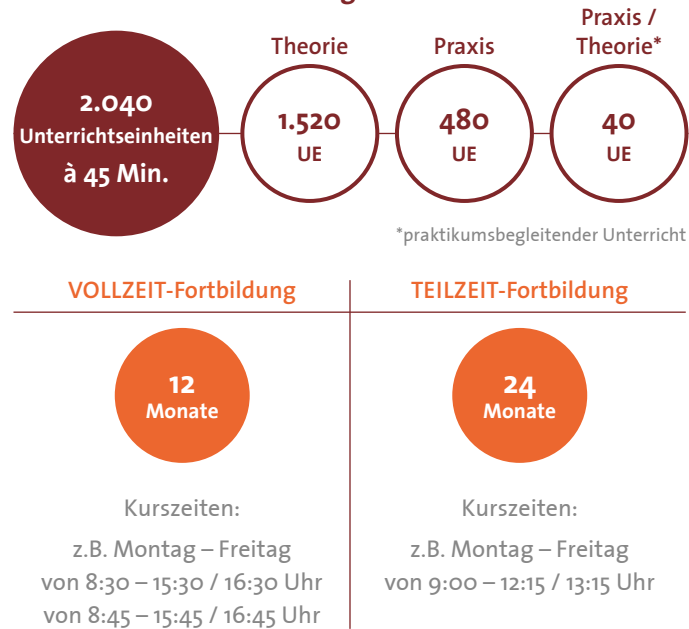 Theorie
Praxis
Praxis /
Theorie*
2.040
Unterrichtseinheiten
à 45 Min.
1.520
UE
480
UE
40
UE
*praktikumsbegleitender Unterricht
VOLLZEIT-Fortbildung
TEILZEIT-Fortbildung
12
Monate
24
Monate
Kurszeiten:
z.B. Montag – Freitag
von 8:30 – 15:30 / 16:30 Uhr
von 8:45 – 15:45 / 16:45 Uhr
Kurszeiten:
z.B. Montag – Freitag
von 9:00 – 12:15 / 13:15 Uhr